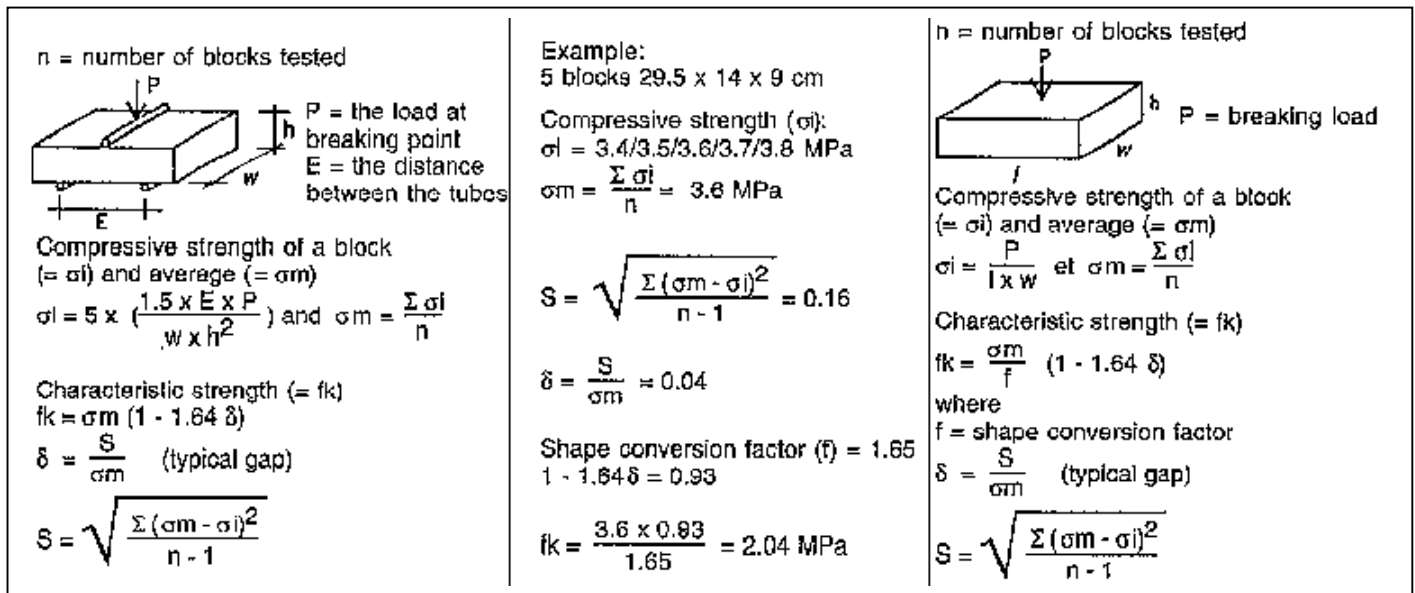 n = number of blocks tested
P
P = the load at
h breaking point
E = the distance
w
between the tubes
E
Compressive strength of a block
(= σi) and average (= σm)
σi = 5 x (1.5 x E x P / w x h²) and σm = Σ σi / n
Characteristic strength (= fk)
fk = σm (1 - 1.64 δ)
δ = S / σm (typical gap)
S = √ Σ (σm - σi)² / n - 1
Example:
5 blocks 29.5 x 14 x 9 cm
Compressive strength (σi):
σi = 3.4/3.5/3.6/3.7/3.8 MPa
σm = Σ σi / n = 3.6 MPa
S = √ Σ (σm - σi)² / n - 1 = 0.16
δ = S / σm = 0.04
Shape conversion factor (f) = 1.65
1 - 1.64δ = 0.93
fk = 3.6 x 0.93 / 1.65 = 2.04 MPa
n = number of blocks tested
P
h
P = breaking load
w
l
Compressive strength of a block
(= σi) and average (= σm)
σi = P / l x w et σm = Σ σi / n
Characteristic strength (= fk)
fk = σm / f (1 - 1.64 δ)
where
f = shape conversion factor
δ = S / σm (typical gap)
S = √ Σ (σm - σi)² / n - 1